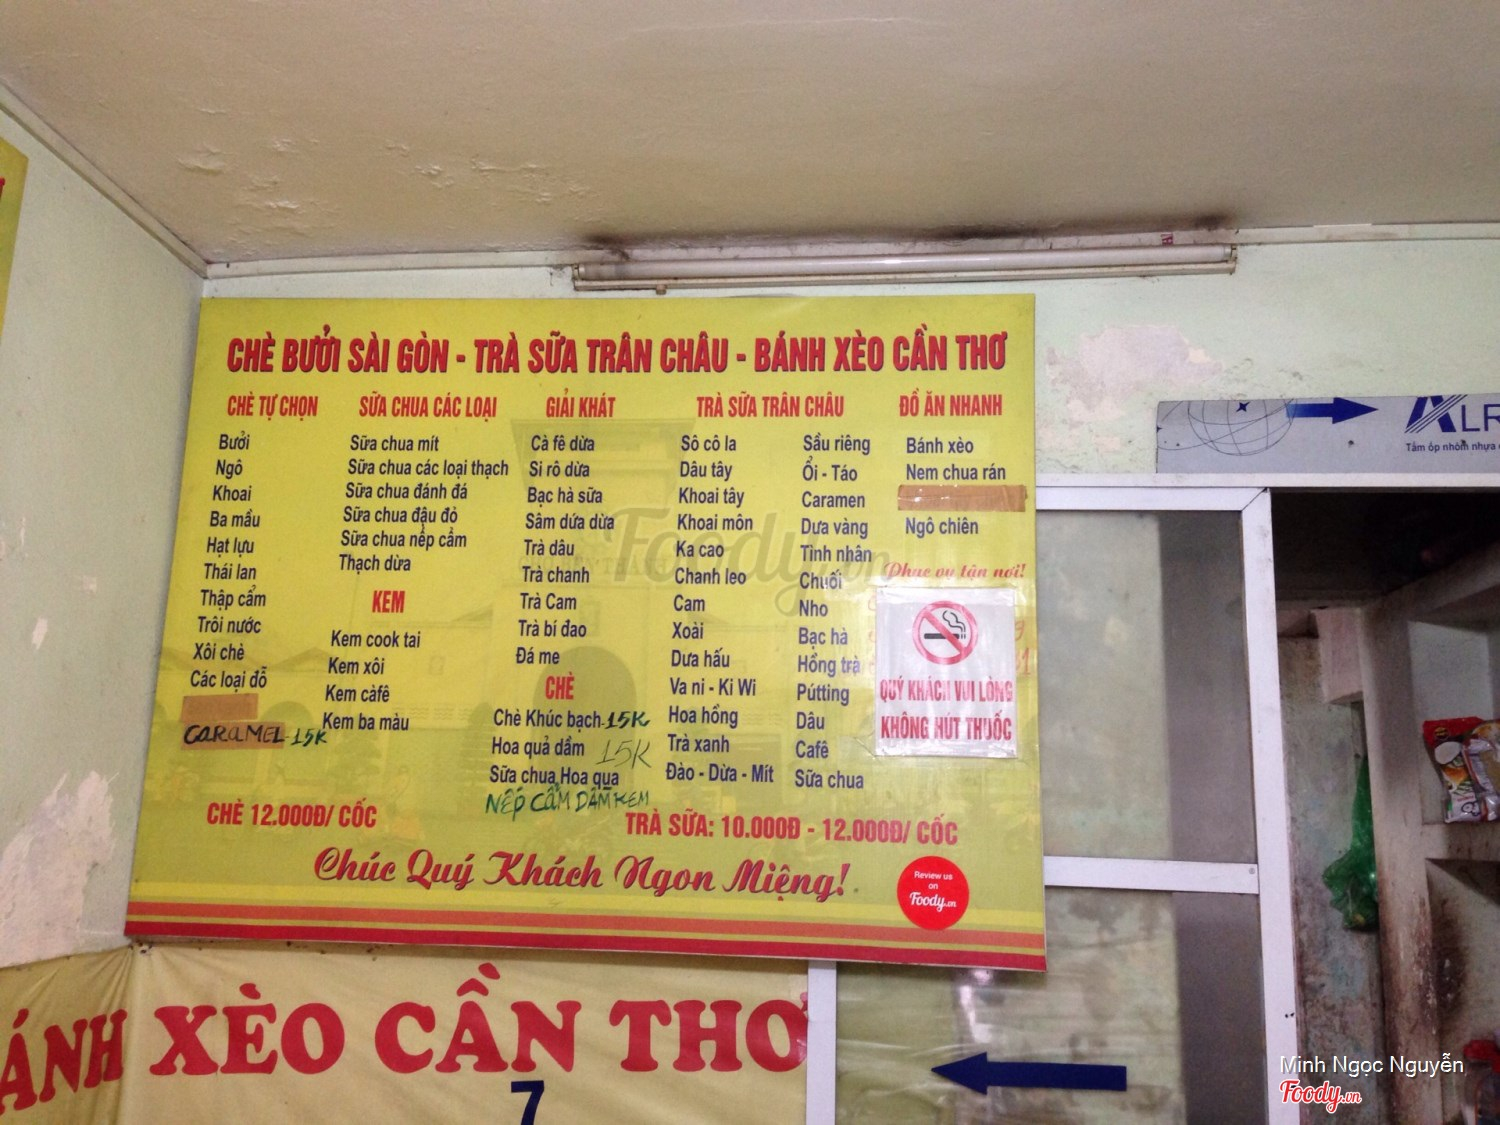 CHÈ BƯỞI SÀI GÒN - TRÀ SỮA TRÂN CHÂU - BÁNH XÈO CẦN THƠ
CHÈ TỰ CHỌN
Bưởi
Ngô
Khoai
Ba mầu
Hạt lựu
Thái lan
Thập cẩm
Trôi nước
Xôi chè
Các loại đỗ
CARAMEL-15K
CHÈ 12.000Đ/ CỐC
SỮA CHUA CÁC LOẠI
Sữa chua mít
Sữa chua các loại thạch
Sữa chua đánh đá
Sữa chua đậu đỏ
Sữa chua nếp cẩm
Thạch dừa
KEM
Kem cook tai
Kem xôi
Kem càfê
Kem ba màu
GIẢI KHÁT
Cà fê dừa
Si rô dừa
Bạc hà sữa
Sâm dứa dừa
Trà dâu
Trà chanh
Trà Cam
Trà bí đao
Đá me
CHÈ
Chè Khúc bạch-15K
Hoa quả dầm 15K
Sữa chua Hoa quả
NẾP CẨM DẦM KEM
TRÀ SỮA TRÂN CHÂU
Sô cô la
Dâu tây
Khoai tây
Khoai môn
Ka cao
Chanh leo
Cam
Xoài
Dưa hấu
Va ni - Ki Wi
Hoa hồng
Trà xanh
Đào - Dừa - Mít
Sầu riêng
Ổi - Táo
Caramen
Dưa vàng
Tình nhân
Chuối
Nho
Bạc hà
Hồng trà
Pútting
Dâu
Cafê
Sữa chua
TRÀ SỮA: 10.000Đ - 12.000Đ/ CỐC
ĐỒ ĂN NHANH
Bánh xèo
Nem chua rán
Ngô chiên
Phục vụ tận nơi!
QUÝ KHÁCH VUI LÒNG
KHÔNG HÚT THUỐC
Chúc Quý Khách Ngon Miệng!
Review us
on
Foody.vn
Foody.vn
ALR
Tấm ốp nhôm nhựa
ÁNH XÈO CẦN THƠ
7
Minh Ngọc Nguyễn
Foody.vn